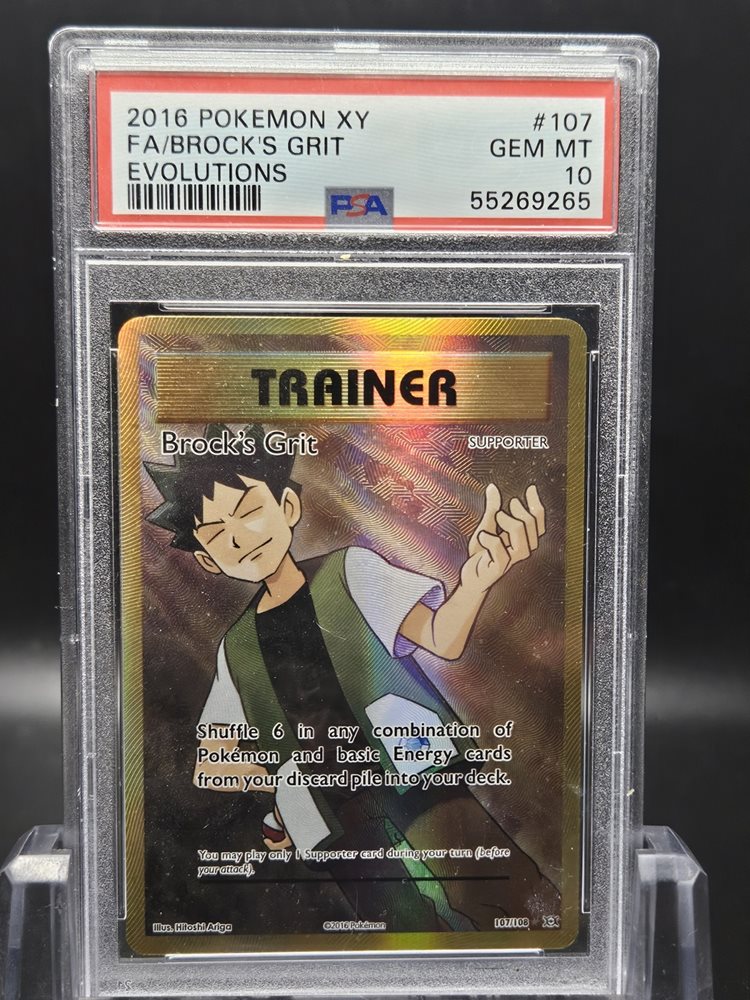 2016 POKEMON XY #107
FA/BROCK'S GRIT GEM MT
EVOLUTIONS 10
PSA 55269265
TRAINER
Brock's Grit SUPPORTER
Shuffle 6 in any combination of
Pokémon and basic Energy cards
from your discard pile into your deck.
You may play only 1 Supporter card during your turn (before
your attack).
Illus. Hitoshi Ariga ©2016 Pokémon 107/108